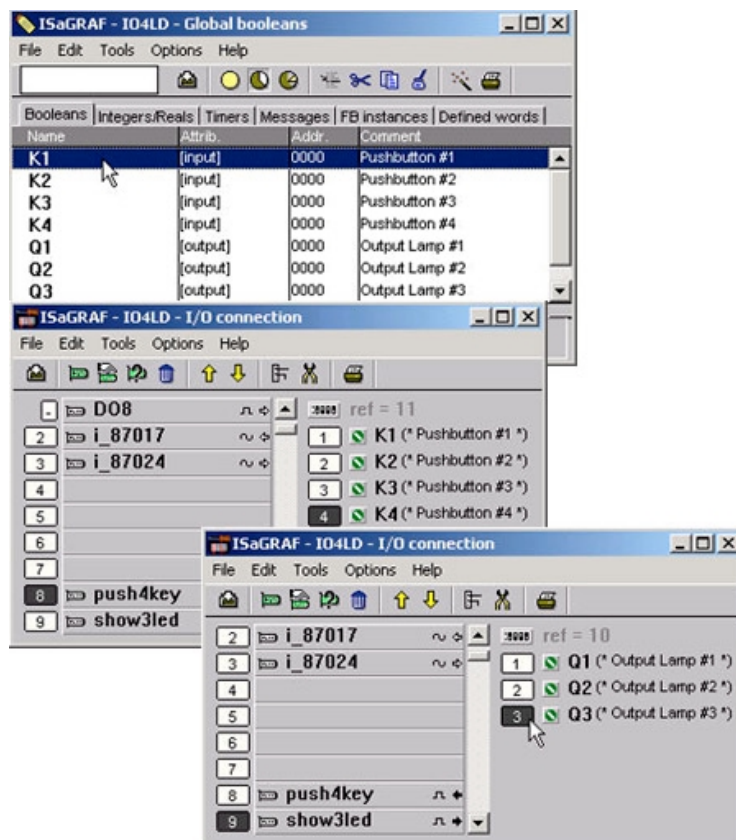 ISaGRAF - IO4LD - Global booleans
File Edit Tools Options Help
Booleans Integers/Reals Timers Messages FB instances Defined words
Name Attrib. Addr. Comment
K1 [input] 0000 Pushbutton #1
K2 [input] 0000 Pushbutton #2
K3 [input] 0000 Pushbutton #3
K4 [input] 0000 Pushbutton #4
Q1 [output] 0000 Output Lamp #1
Q2 [output] 0000 Output Lamp #2
Q3 [output] 0000 Output Lamp #3
ISaGRAF - IO4LD - I/O connection
File Edit Tools Options Help
. DO8
2 i_87017
3 i_87024
4
5
6
7
8 push4key
9 show3led
ref = 11
1 K1 (* Pushbutton #1 *)
2 K2 (* Pushbutton #2 *)
3 K3 (* Pushbutton #3 *)
4 K4 (* Pushbutton #4 *)
ISaGRAF - IO4LD - I/O connection
File Edit Tools Options Help
2 i_87017
3 i_87024
4
5
6
7
8 push4key
9 show3led
ref = 10
1 Q1 (* Output Lamp #1 *)
2 Q2 (* Output Lamp #2 *)
3 Q3 (* Output Lamp #3 *)